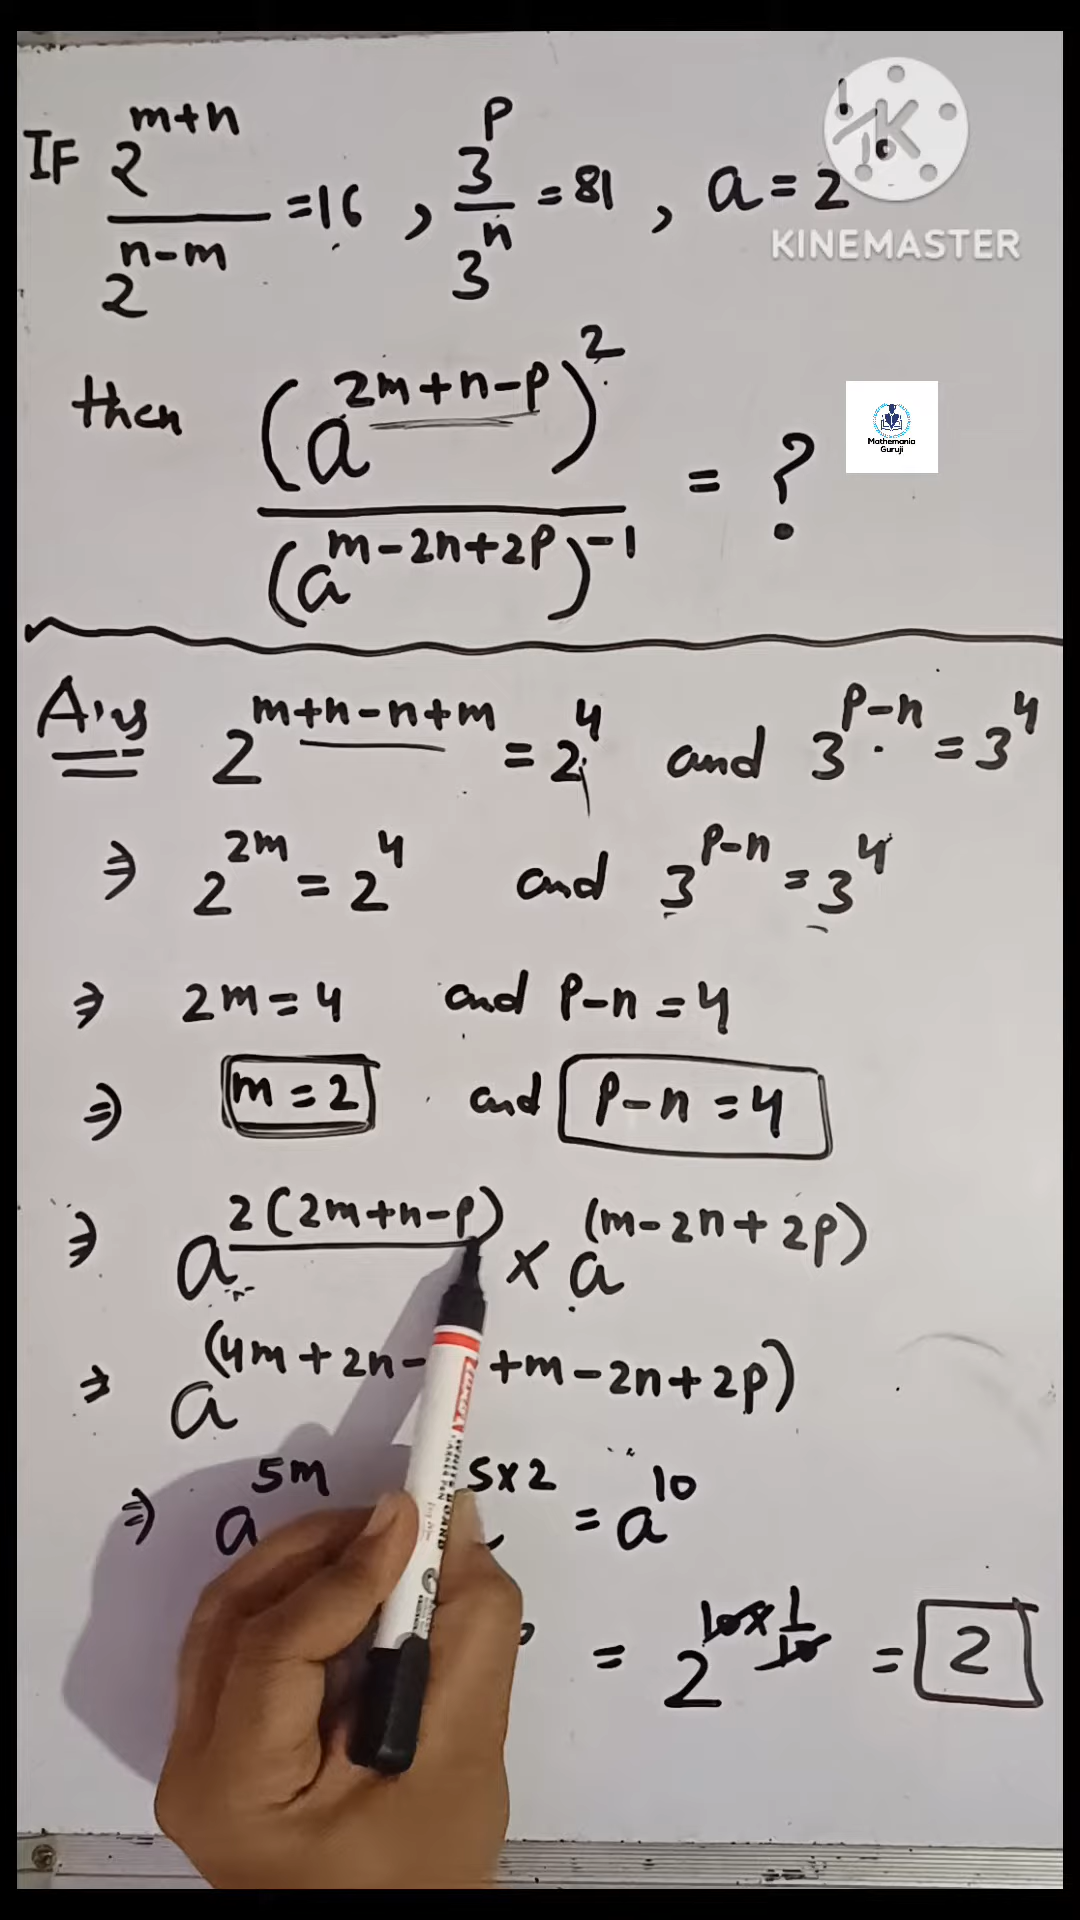 IF 2^(m+n) / 2^(n-m) = 16 , 3^p / 3^n = 81 , a = 2^(1/10)
KINEMASTER
then (a^(2m+n-p))^2 / (a^(m-2n+2p))^-1 = ?
Mathemania
Guruji
Ans 2^(m+n-n+m) = 2^4 and 3^(p-n) = 3^4
⇒ 2^(2m) = 2^4 and 3^(p-n) = 3^4
⇒ 2m = 4 and p-n = 4
⇒ m = 2 and p-n = 4
⇒ a^(2(2m+n-p)) × a^(m-2n+2p)
⇒ a^(4m+2n- +m-2n+2p)
⇒ a^(5m) 5×2 = a^10
= 2^(10×1/10) = 2